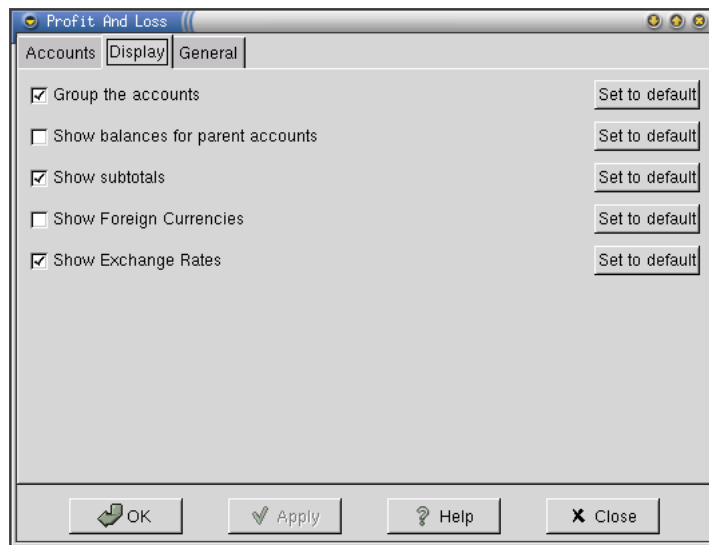 Profit And Loss
Accounts Display General
Group the accounts Set to default
Show balances for parent accounts Set to default
Show subtotals Set to default
Show Foreign Currencies Set to default
Show Exchange Rates Set to default
OK Apply Help Close